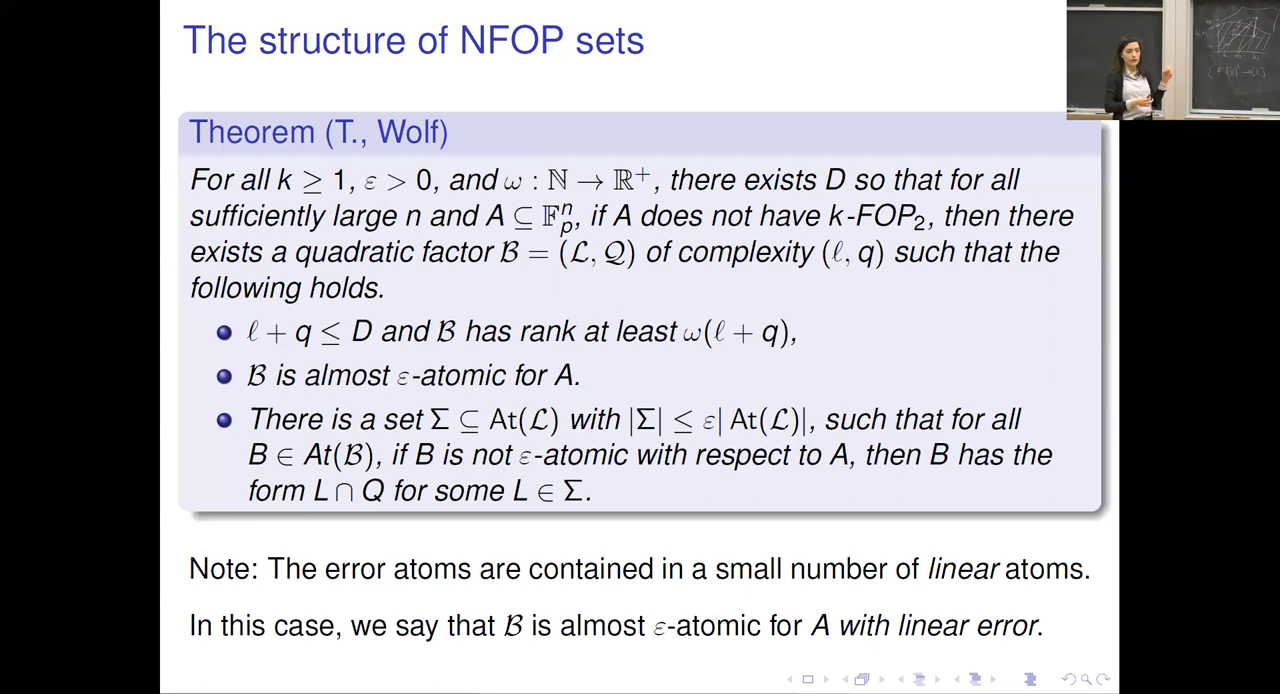 The structure of NFOP sets
Theorem (T., Wolf)
For all k ≥ 1, ε > 0, and ω : ℕ → ℝ⁺, there exists D so that for all
sufficiently large n and A ⊆ 𝔽ₚⁿ, if A does not have k-FOP₂, then there
exists a quadratic factor ℬ = (ℒ, 𝒬) of complexity (ℓ, q) such that the
following holds.
ℓ + q ≤ D and ℬ has rank at least ω(ℓ + q),
ℬ is almost ε-atomic for A.
There is a set Σ ⊆ At(ℒ) with |Σ| ≤ ε| At(ℒ)|, such that for all
B ∈ At(ℬ), if B is not ε-atomic with respect to A, then B has the
form L ∩ Q for some L ∈ Σ.
Note: The error atoms are contained in a small number of linear atoms.
In this case, we say that ℬ is almost ε-atomic for A with linear error.